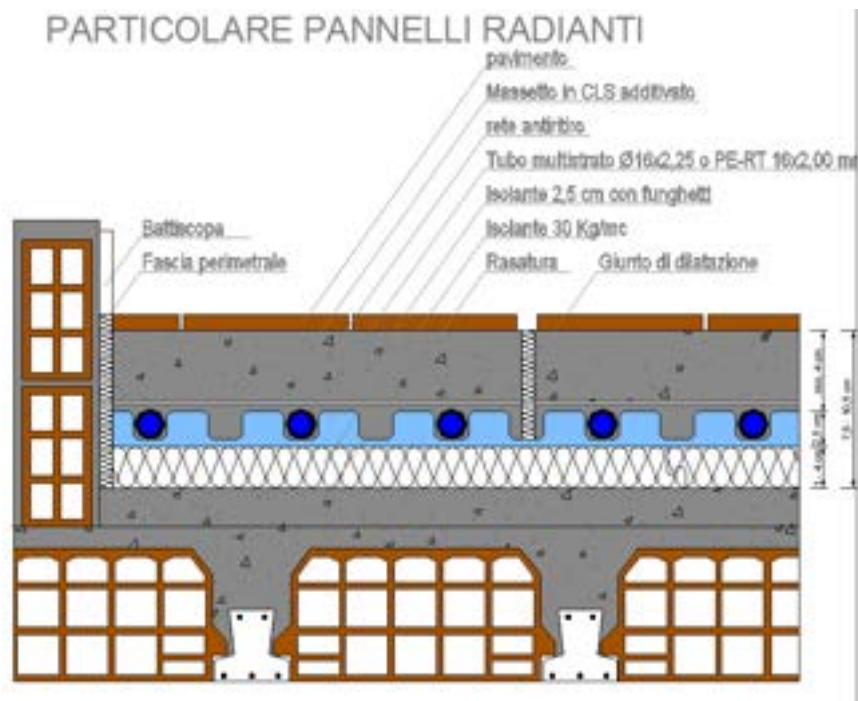 PARTICOLARE PANNELLI RADIANTI
pavimento
Massetto in CLS additivato
rete antiritiro
Tubo multistrato Ø16x2,25 o PE-RT 16x2,00 mm
Isolante 2,5 cm con funghetti
Isolante 30 Kg/mc
Battiscopa
Fascia perimetrale
Rasatura
Giunto di dilatazione